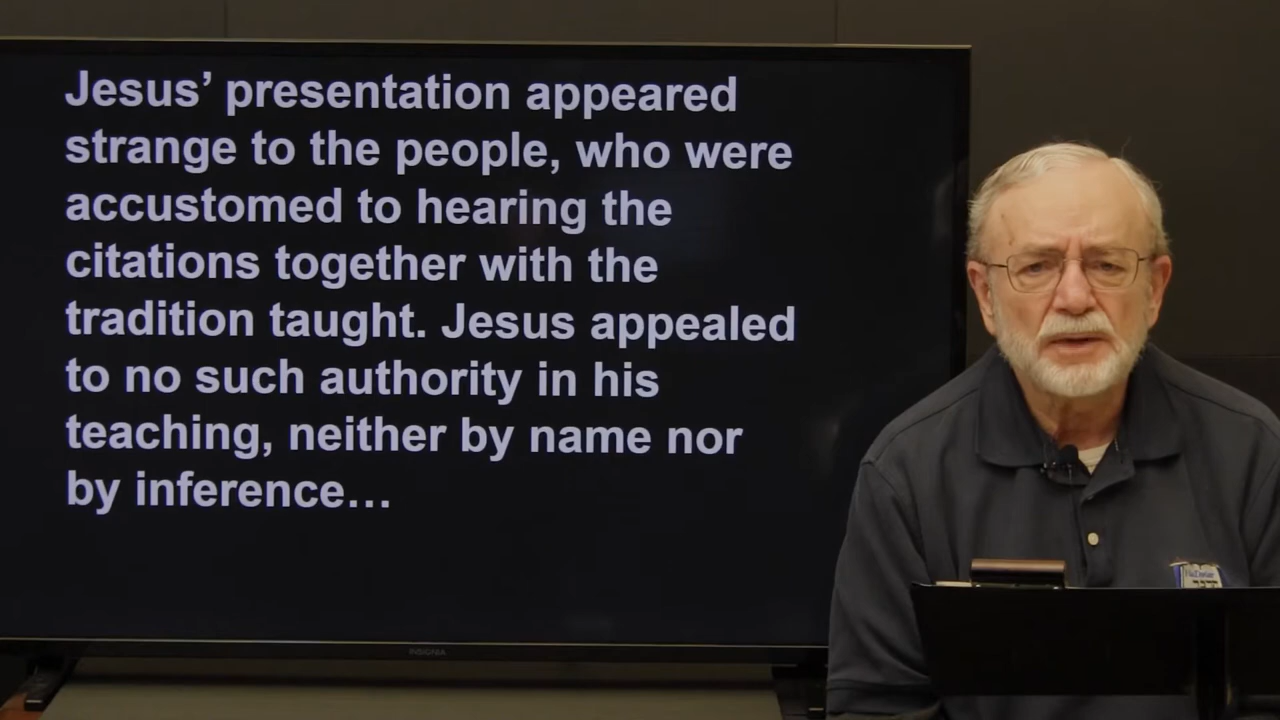 Jesus’ presentation appeared
strange to the people, who were
accustomed to hearing the
citations together with the
tradition taught. Jesus appealed
to no such authority in his
teaching, neither by name nor
by inference…
INSIGNIA